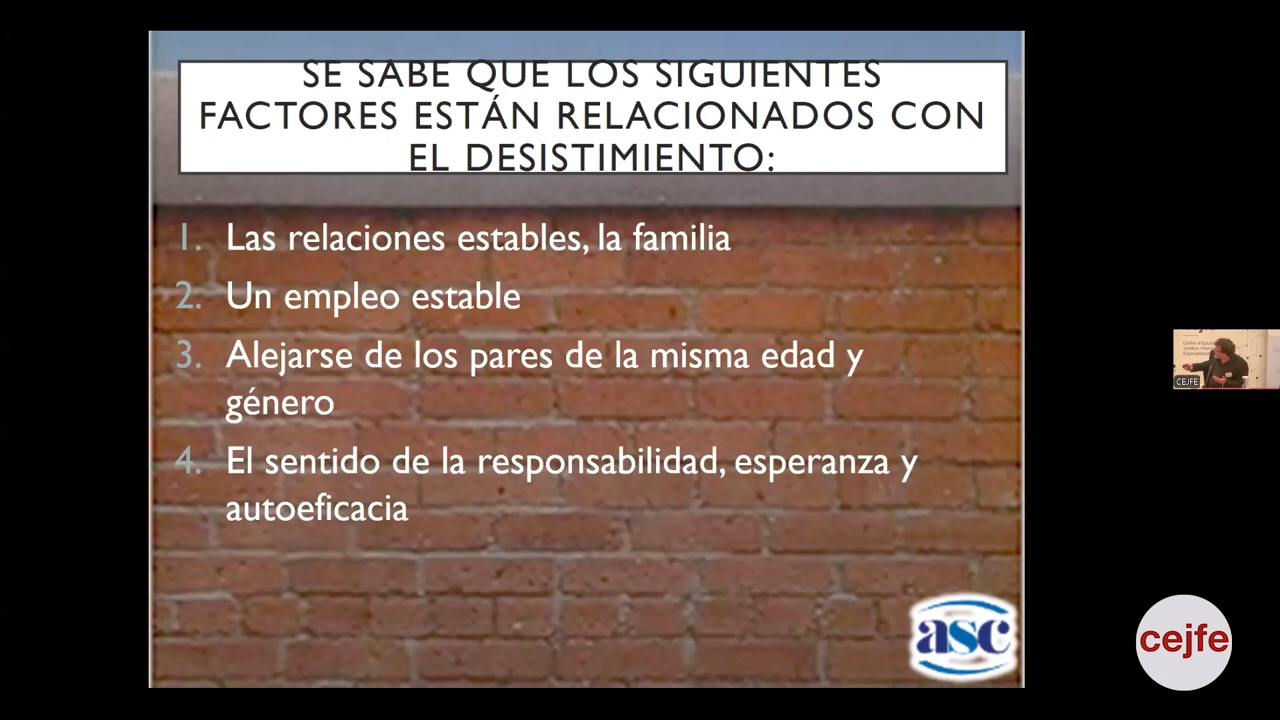 SE SABE QUE LOS SIGUIENTES
FACTORES ESTÁN RELACIONADOS CON
EL DESISTIMIENTO:
1. Las relaciones estables, la familia
2. Un empleo estable
3. Alejarse de los pares de la misma edad y
género
4. El sentido de la responsabilidad, esperanza y
autoeficacia
asc
CEJFE
cejfe